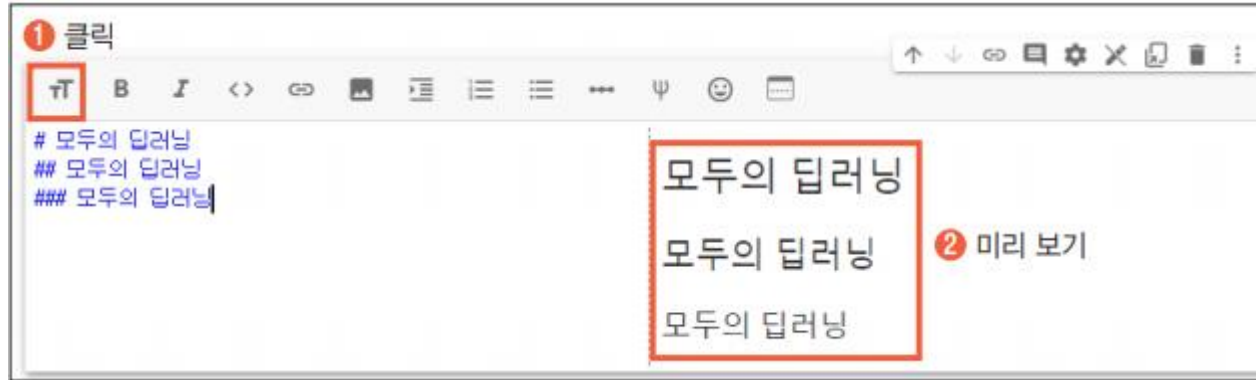 1 클릭
B I <> Ψ
# 모두의 딥러닝
## 모두의 딥러닝
### 모두의 딥러닝
모두의 딥러닝
모두의 딥러닝
모두의 딥러닝
2 미리 보기